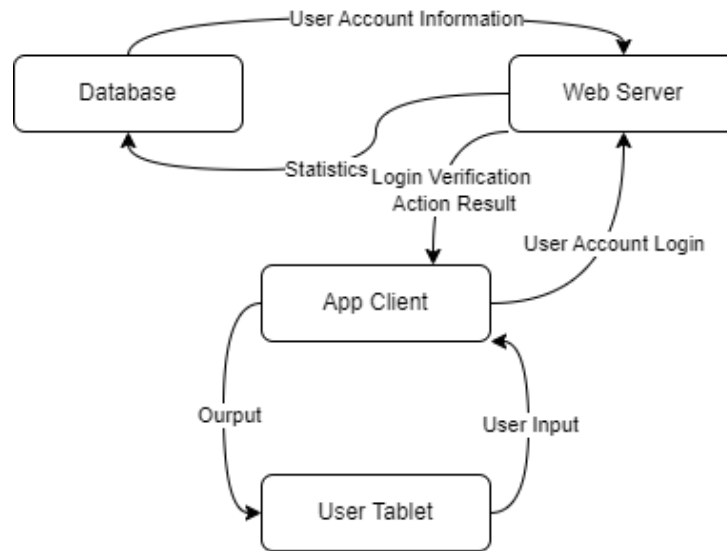 User Account Information
Database
Web Server
Statistics
Login Verification
Action Result
User Account Login
App Client
Ourput
User Input
User Tablet